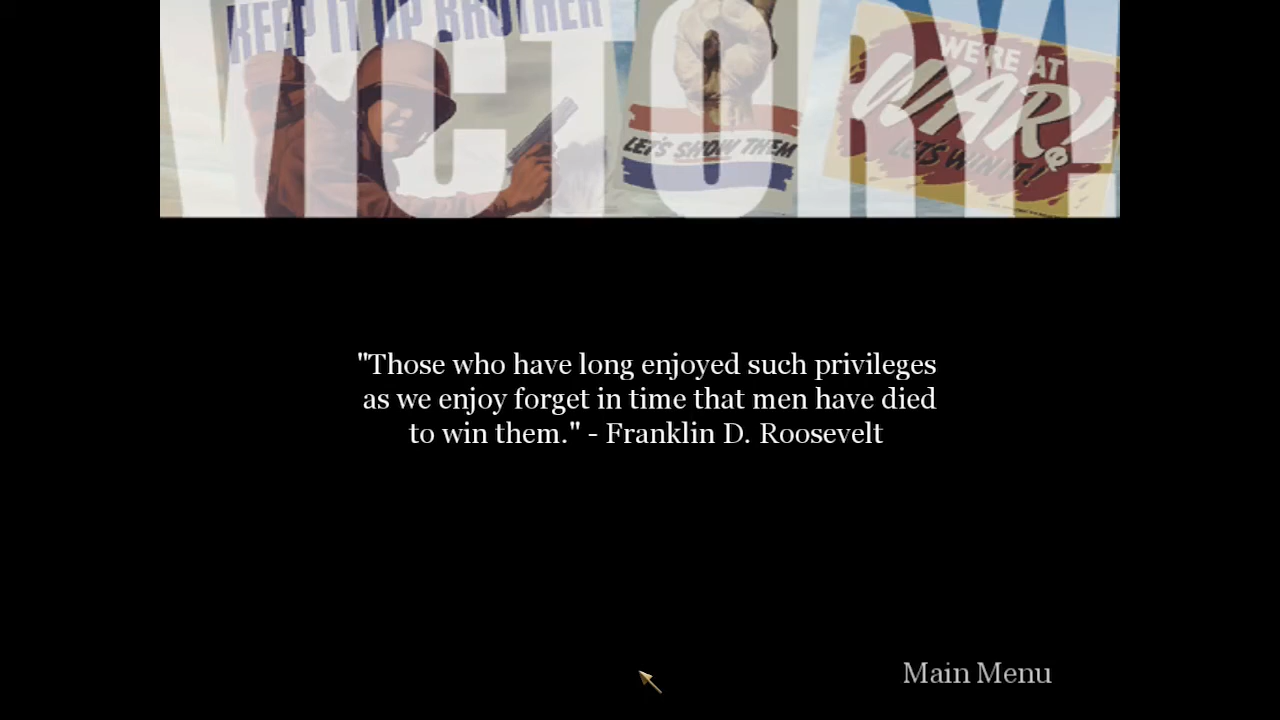 KEEP IT UP BROTHER
VICTORY
WE'RE AT
WAR!
LET'S WIN IT!
LET'S SHOW THEM
"Those who have long enjoyed such privileges
as we enjoy forget in time that men have died
to win them." - Franklin D. Roosevelt
Main Menu